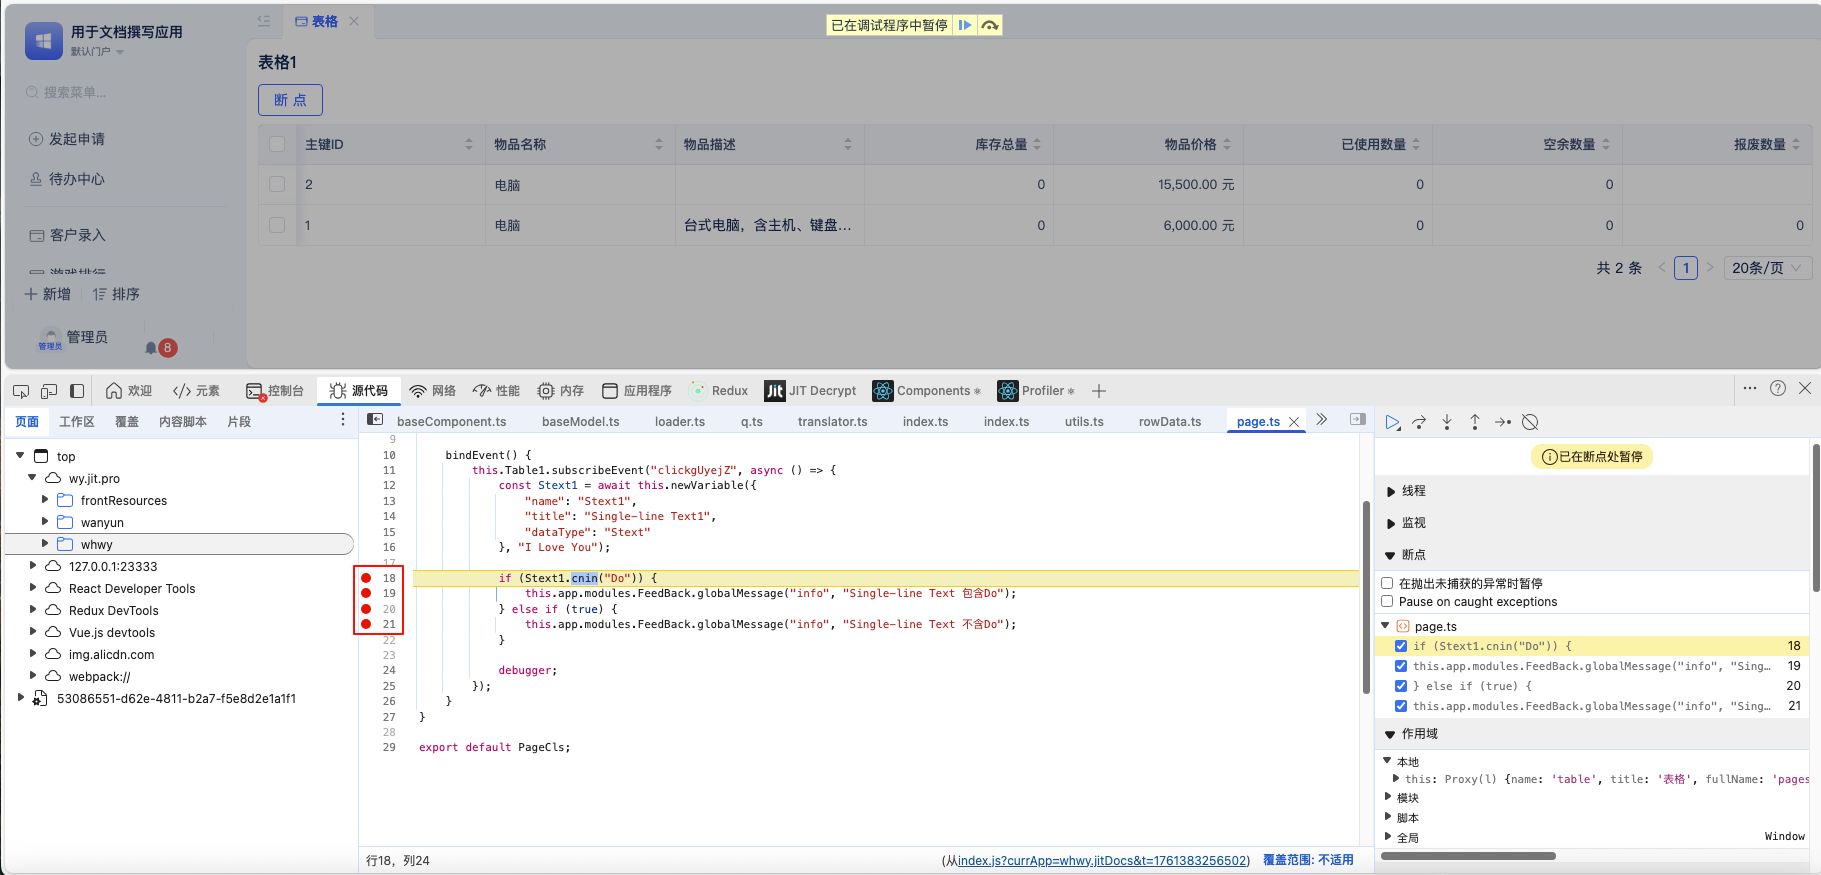 用于文档撰写应用
默认门户
搜索菜单...
发起申请
待办中心
客户录入
新增
排序
管理员
管理员
8
表格
已在调试程序中暂停
表格1
断 点
主键ID 物品名称 物品描述 库存总量 物品价格 已使用数量 空余数量 报废数量
2 电脑 0 15,500.00 元 0 0
1 电脑 台式电脑，含主机、键盘... 0 6,000.00 元 0 0 0
共 2 条 1 20条/页
欢迎 元素 控制台 源代码 网络 性能 内存 应用程序 Redux Jit JIT Decrypt Components Profiler
页面 工作区 覆盖 内容脚本 片段
top
wy.jit.pro
frontResources
wanyun
whwy
127.0.0.1:23333
React Developer Tools
Redux DevTools
Vue.js devtools
img.alicdn.com
webpack://
53086551-d62e-4811-b2a7-f5e8d2e1a1f1
baseComponent.ts baseModel.ts loader.ts q.ts translator.ts index.ts index.ts utils.ts rowData.ts page.ts
9
10 bindEvent() {
11 this.Table1.subscribeEvent("clickgUyejZ", async () => {
12 const Stext1 = await this.newVariable({
13 "name": "Stext1",
14 "title": "Single-line Text1",
15 "dataType": "Stext"
16 }, "I Love You");
17
18 if (Stext1.cnin("Do")) {
19 this.app.modules.FeedBack.globalMessage("info", "Single-line Text 包含Do");
20 } else if (true) {
21 this.app.modules.FeedBack.globalMessage("info", "Single-line Text 不含Do");
22 }
23
24 debugger;
25 });
26 }
27 }
28
29 export default PageCls;
行18，列24
(从index.js?currApp=whwy.jitDocs&t=1761383256502) 覆盖范围: 不适用
已在断点处暂停
线程
监视
断点
在抛出未捕获的异常时暂停
Pause on caught exceptions
page.ts
if (Stext1.cnin("Do")) { 18
this.app.modules.FeedBack.globalMessage("info", "Sing… 19
} else if (true) { 20
this.app.modules.FeedBack.globalMessage("info", "Sing… 21
作用域
本地
this: Proxy(l) {name: 'table', title: '表格', fullName: 'pages
模块
脚本
全局 Window